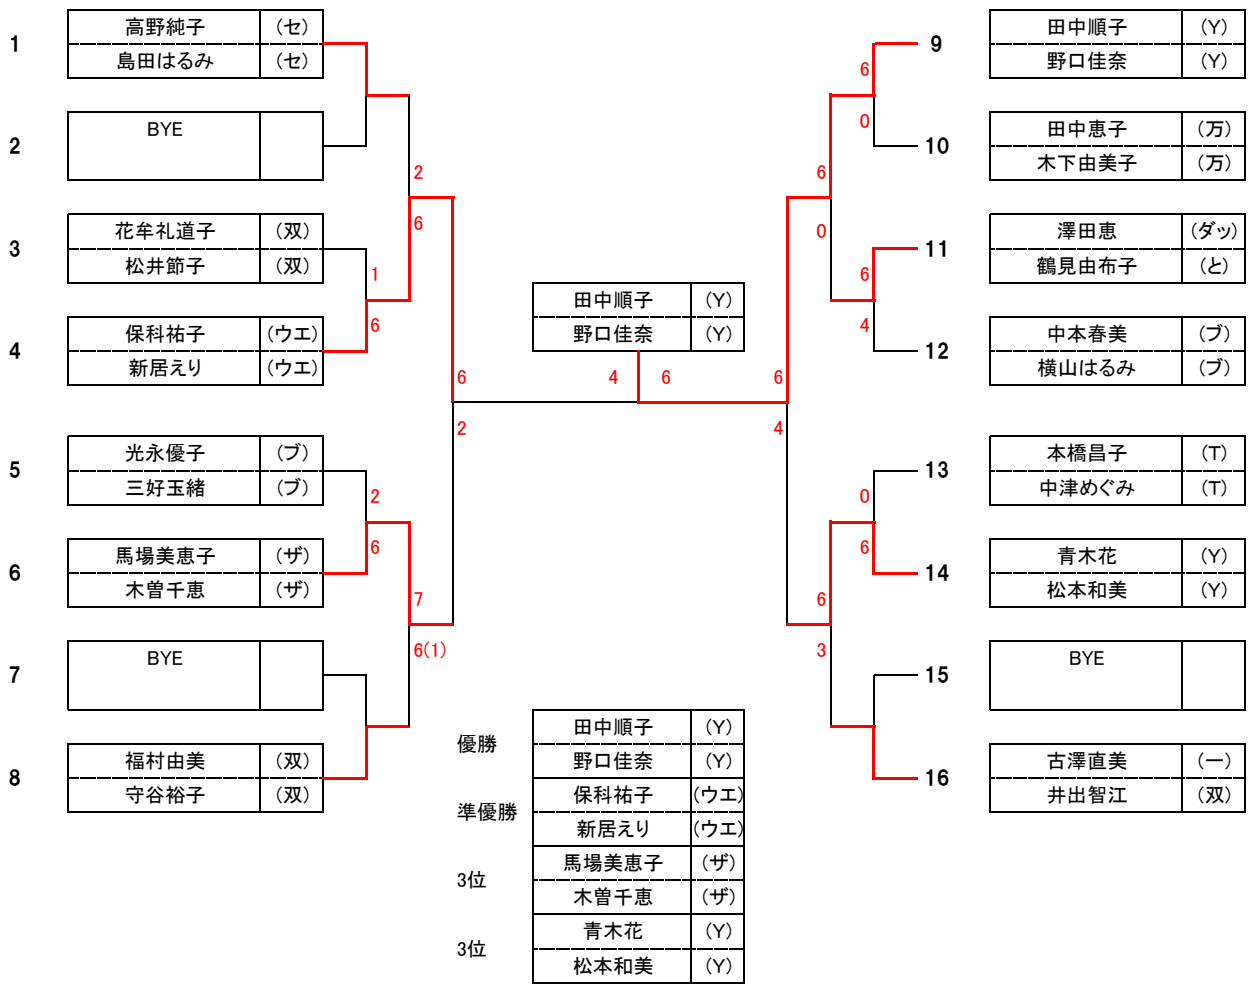 1 高野純子 (セ)
島田はるみ (セ)
2 BYE
3 花牟礼道子 (双)
松井節子 (双)
4 保科祐子 (ウエ)
新居えり (ウエ)
5 光永優子 (ブ)
三好玉緒 (ブ)
6 馬場美恵子 (ザ)
木曽千恵 (ザ)
7 BYE
8 福村由美 (双)
守谷裕子 (双)
2
6
1
6
6
2
2
6
7
6(1)
田中順子 (Y)
野口佳奈 (Y)
4 6
6
0
6
0
6
4
6
4
0
6
6
3
9 田中順子 (Y)
野口佳奈 (Y)
10 田中恵子 (万)
木下由美子 (万)
11 澤田恵 (ダッ)
鶴見由布子 (と)
12 中本春美 (ブ)
横山はるみ (ブ)
13 本橋昌子 (T)
中津めぐみ (T)
14 青木花 (Y)
松本和美 (Y)
15 BYE
16 古澤直美 (一)
井出智江 (双)
優勝 田中順子 (Y)
野口佳奈 (Y)
準優勝 保科祐子 (ウエ)
新居えり (ウエ)
3位 馬場美恵子 (ザ)
木曽千恵 (ザ)
3位 青木花 (Y)
松本和美 (Y)